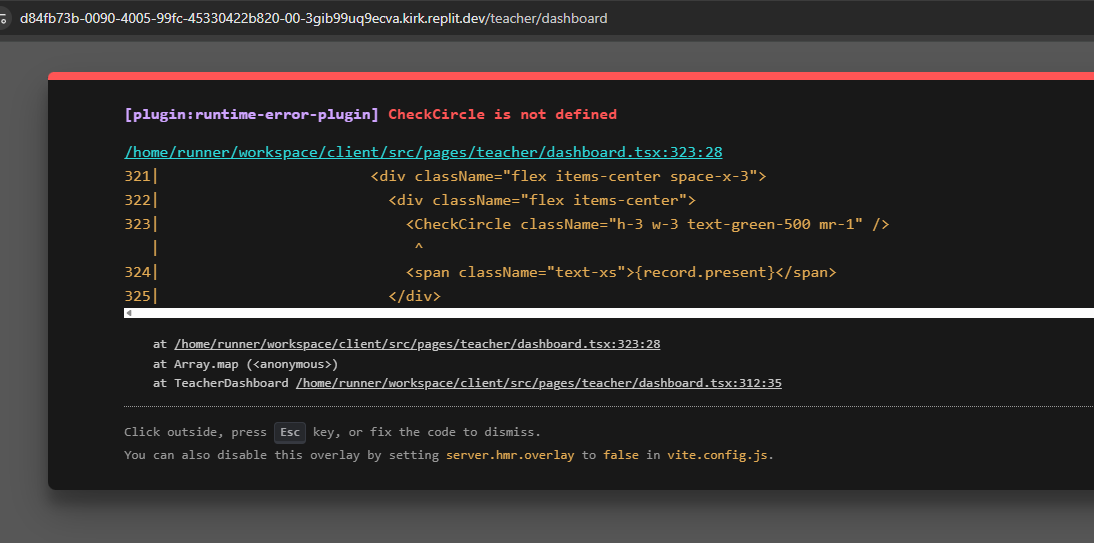 d84fb73b-0090-4005-99fc-45330422b820-00-3gib99uq9ecva.kirk.replit.dev/teacher/dashboard
[plugin:runtime-error-plugin] CheckCircle is not defined
/home/runner/workspace/client/src/pages/teacher/dashboard.tsx:323:28
321|                        <div className="flex items-center space-x-3">
322|                          <div className="flex items-center">
323|                            <CheckCircle className="h-3 w-3 text-green-500 mr-1" />
   |                             ^
324|                            <span className="text-xs">{record.present}</span>
325|                          </div>
at /home/runner/workspace/client/src/pages/teacher/dashboard.tsx:323:28
at Array.map (<anonymous>)
at TeacherDashboard /home/runner/workspace/client/src/pages/teacher/dashboard.tsx:312:35
Click outside, press Esc key, or fix the code to dismiss.
You can also disable this overlay by setting server.hmr.overlay to false in vite.config.js.